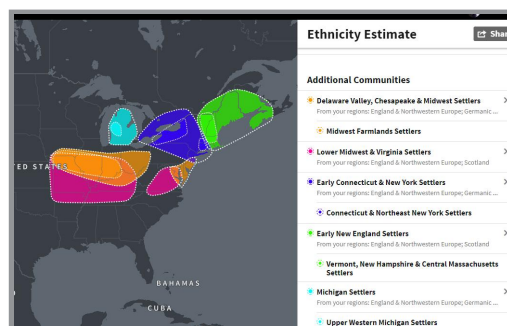 Ethnicity Estimate
Shar
Additional Communities
Delaware Valley, Chesapeake & Midwest Settlers
From your regions: England & Northwestern Europe; Germanic ...
Midwest Farmlands Settlers
Lower Midwest & Virginia Settlers
From your regions: England & Northwestern Europe; Scotland
Early Connecticut & New York Settlers
From your regions: England & Northwestern Europe; Germanic ...
Connecticut & Northeast New York Settlers
Early New England Settlers
From your regions: England & Northwestern Europe; Scotland
Vermont, New Hampshire & Central Massachusetts
Settlers
Michigan Settlers
From your regions: England & Northwestern Europe; Germanic ...
Upper Western Michigan Settlers
TED STATES
BAHAMAS
CUBA